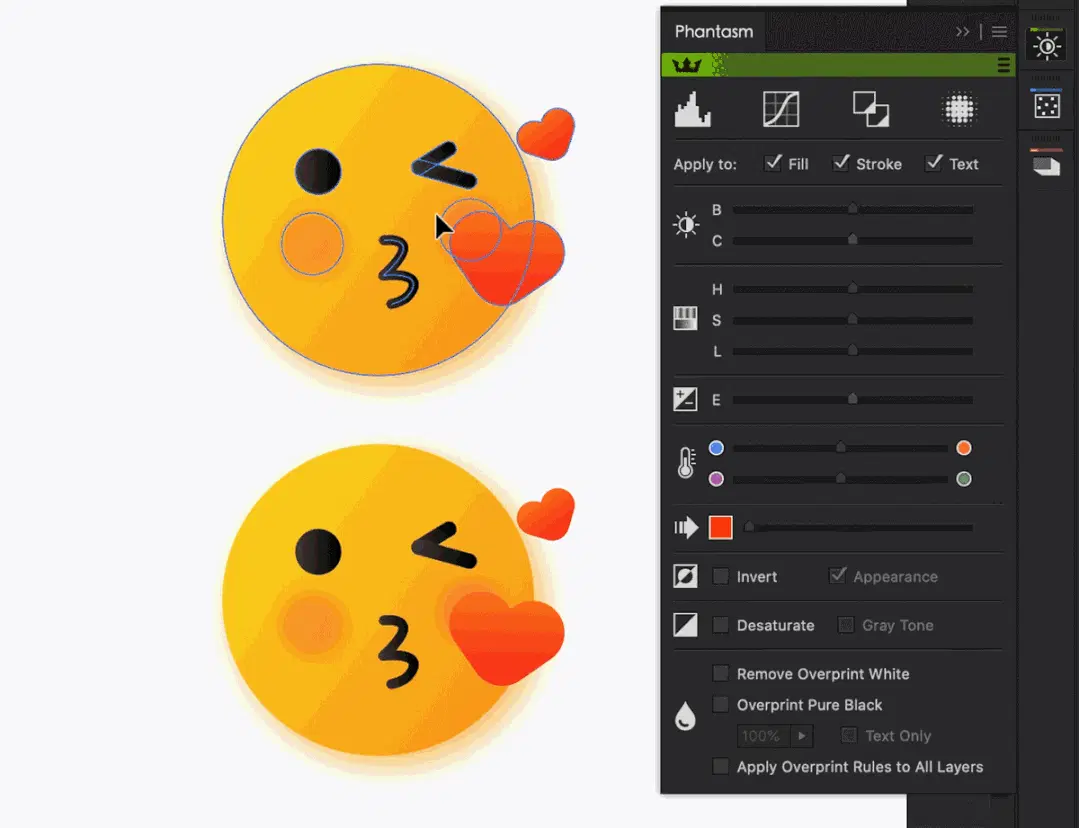 Phantasm
Apply to: Fill Stroke Text
B
C
H
S
L
E
Invert Appearance
Desaturate Gray Tone
Remove Overprint White
Overprint Pure Black
100% Text Only
Apply Overprint Rules to All Layers